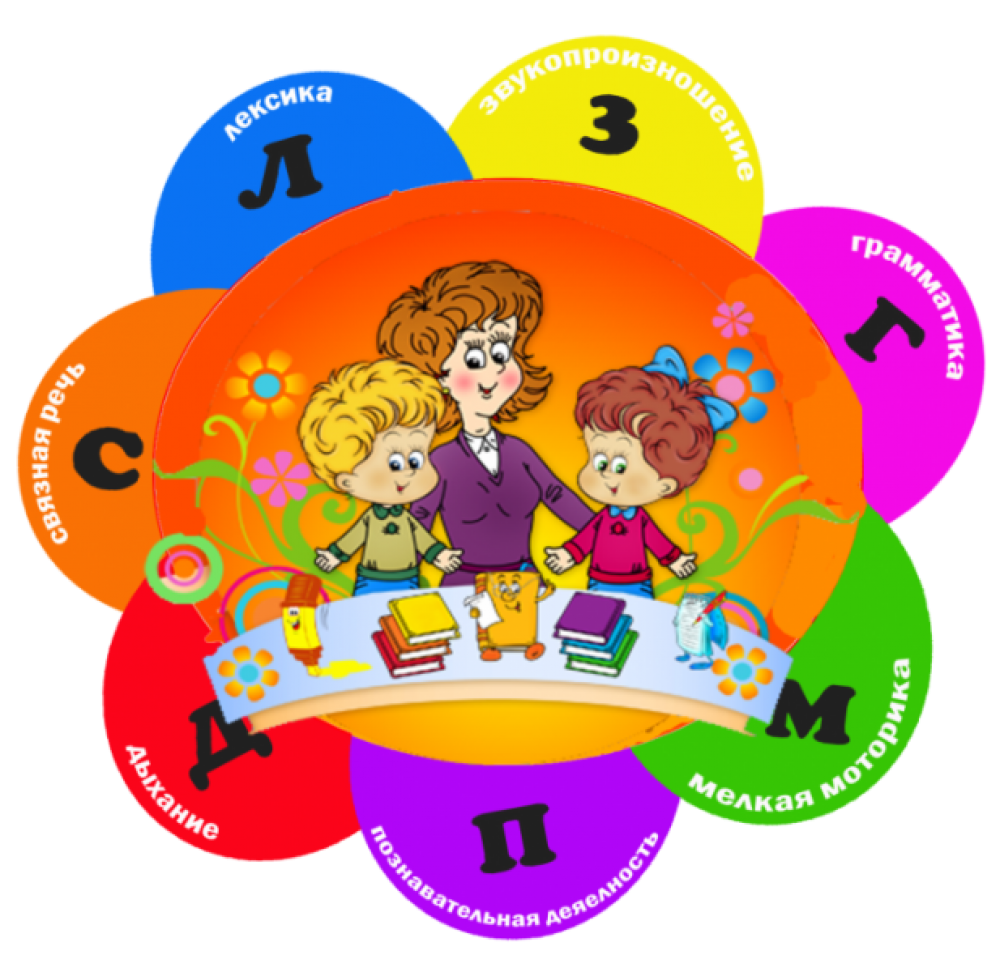 лексика
Л
звукопроизношение
З
грамматика
Г
мелкая моторика
М
познавательная деяелность
П
дыхание
Д
связная речь
С